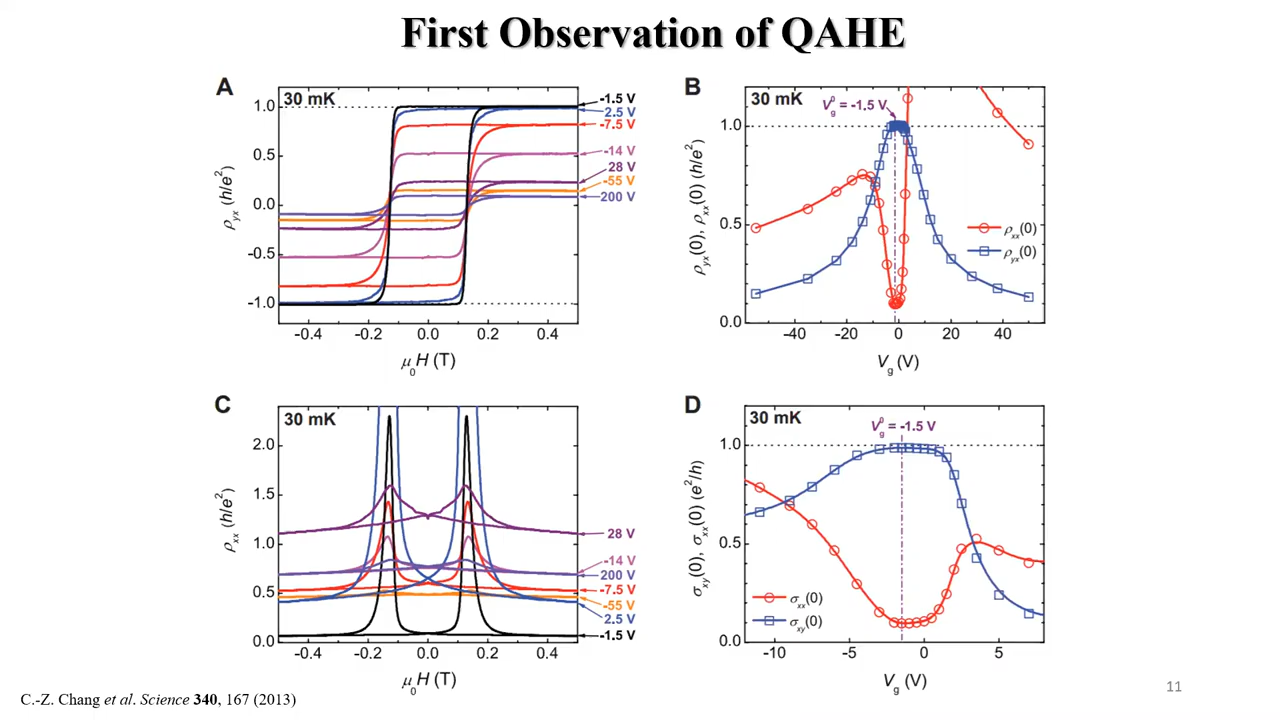 First Observation of QAHE
A
30 mK
1.0
0.5
0.0
-0.5
-1.0
ρyx (h/e²)
-0.4 -0.2 0.0 0.2 0.4
μ₀H (T)
-1.5 V
2.5 V
-7.5 V
-14 V
28 V
-55 V
200 V
B
30 mK
V⁰g = -1.5 V
1.0
0.5
0.0
ρyx(0), ρxx(0) (h/e²)
ρxx(0)
ρyx(0)
-40 -20 0 20 40
Vg (V)
C
30 mK
2.0
1.5
1.0
0.5
0.0
ρxx (h/e²)
-0.4 -0.2 0.0 0.2 0.4
μ₀H (T)
28 V
-14 V
200 V
-7.5 V
-55 V
2.5 V
-1.5 V
D
30 mK
V⁰g = -1.5 V
1.0
0.5
0.0
σxy(0), σxx(0) (e²/h)
σxx(0)
σxy(0)
-10 -5 0 5
Vg (V)
C.-Z. Chang et al. Science 340, 167 (2013)
11